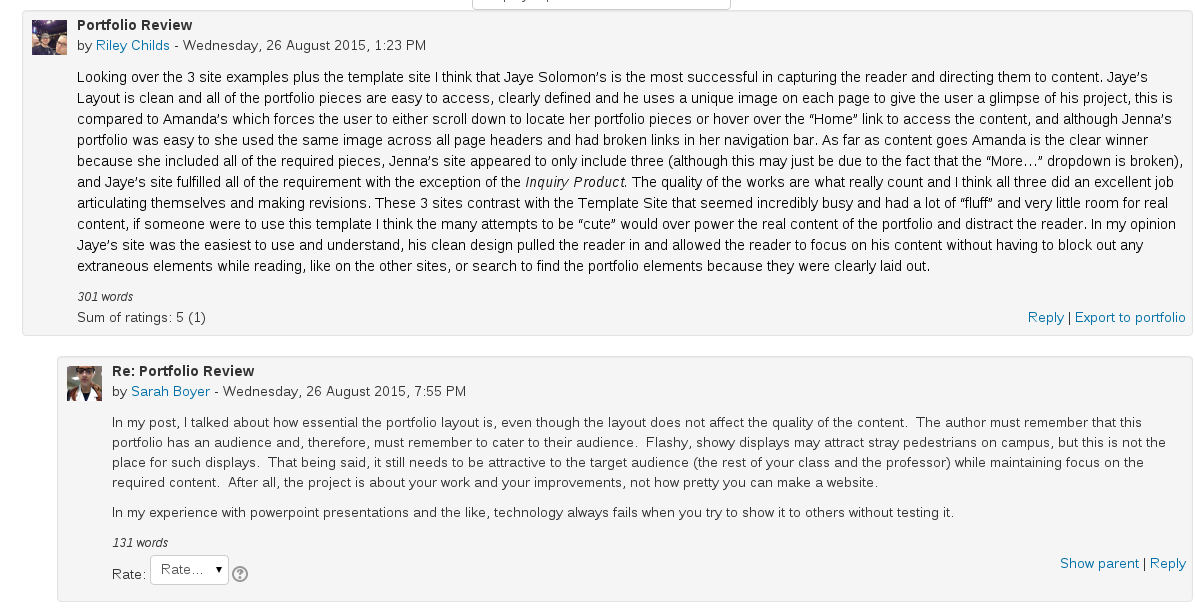 Portfolio Review
by Riley Childs - Wednesday, 26 August 2015, 1:23 PM
Looking over the 3 site examples plus the template site I think that Jaye Solomon's is the most successful in capturing the reader and directing them to content. Jaye's
Layout is clean and all of the portfolio pieces are easy to access, clearly defined and he uses a unique image on each page to give the user a glimpse of his project, this is
compared to Amanda's which forces the user to either scroll down to locate her portfolio pieces or hover over the "Home" link to access the content, and although Jenna's
portfolio was easy to she used the same image across all page headers and had broken links in her navigation bar. As far as content goes Amanda is the clear winner
because she included all of the required pieces, Jenna's site appeared to only include three (although this may just be due to the fact that the "More…" dropdown is broken),
and Jaye's site fulfilled all of the requirement with the exception of the Inquiry Product. The quality of the works are what really count and I think all three did an excellent job
articulating themselves and making revisions. These 3 sites contrast with the Template Site that seemed incredibly busy and had a lot of "fluff" and very little room for real
content, if someone were to use this template I think the many attempts to be "cute" would over power the real content of the portfolio and distract the reader. In my opinion
Jaye's site was the easiest to use and understand, his clean design pulled the reader in and allowed the reader to focus on his content without having to block out any
extraneous elements while reading, like on the other sites, or search to find the portfolio elements because they were clearly laid out.
301 words
Sum of ratings: 5 (1)
Reply | Export to portfolio
Re: Portfolio Review
by Sarah Boyer - Wednesday, 26 August 2015, 7:55 PM
In my post, I talked about how essential the portfolio layout is, even though the layout does not affect the quality of the content.  The author must remember that this
portfolio has an audience and, therefore, must remember to cater to their audience.  Flashy, showy displays may attract stray pedestrians on campus, but this is not the
place for such displays.  That being said, it still needs to be attractive to the target audience (the rest of your class and the professor) while maintaining focus on the
required content.  After all, the project is about your work and your improvements, not how pretty you can make a website.
In my experience with powerpoint presentations and the like, technology always fails when you try to show it to others without testing it.
131 words
Show parent | Reply
Rate: Rate...